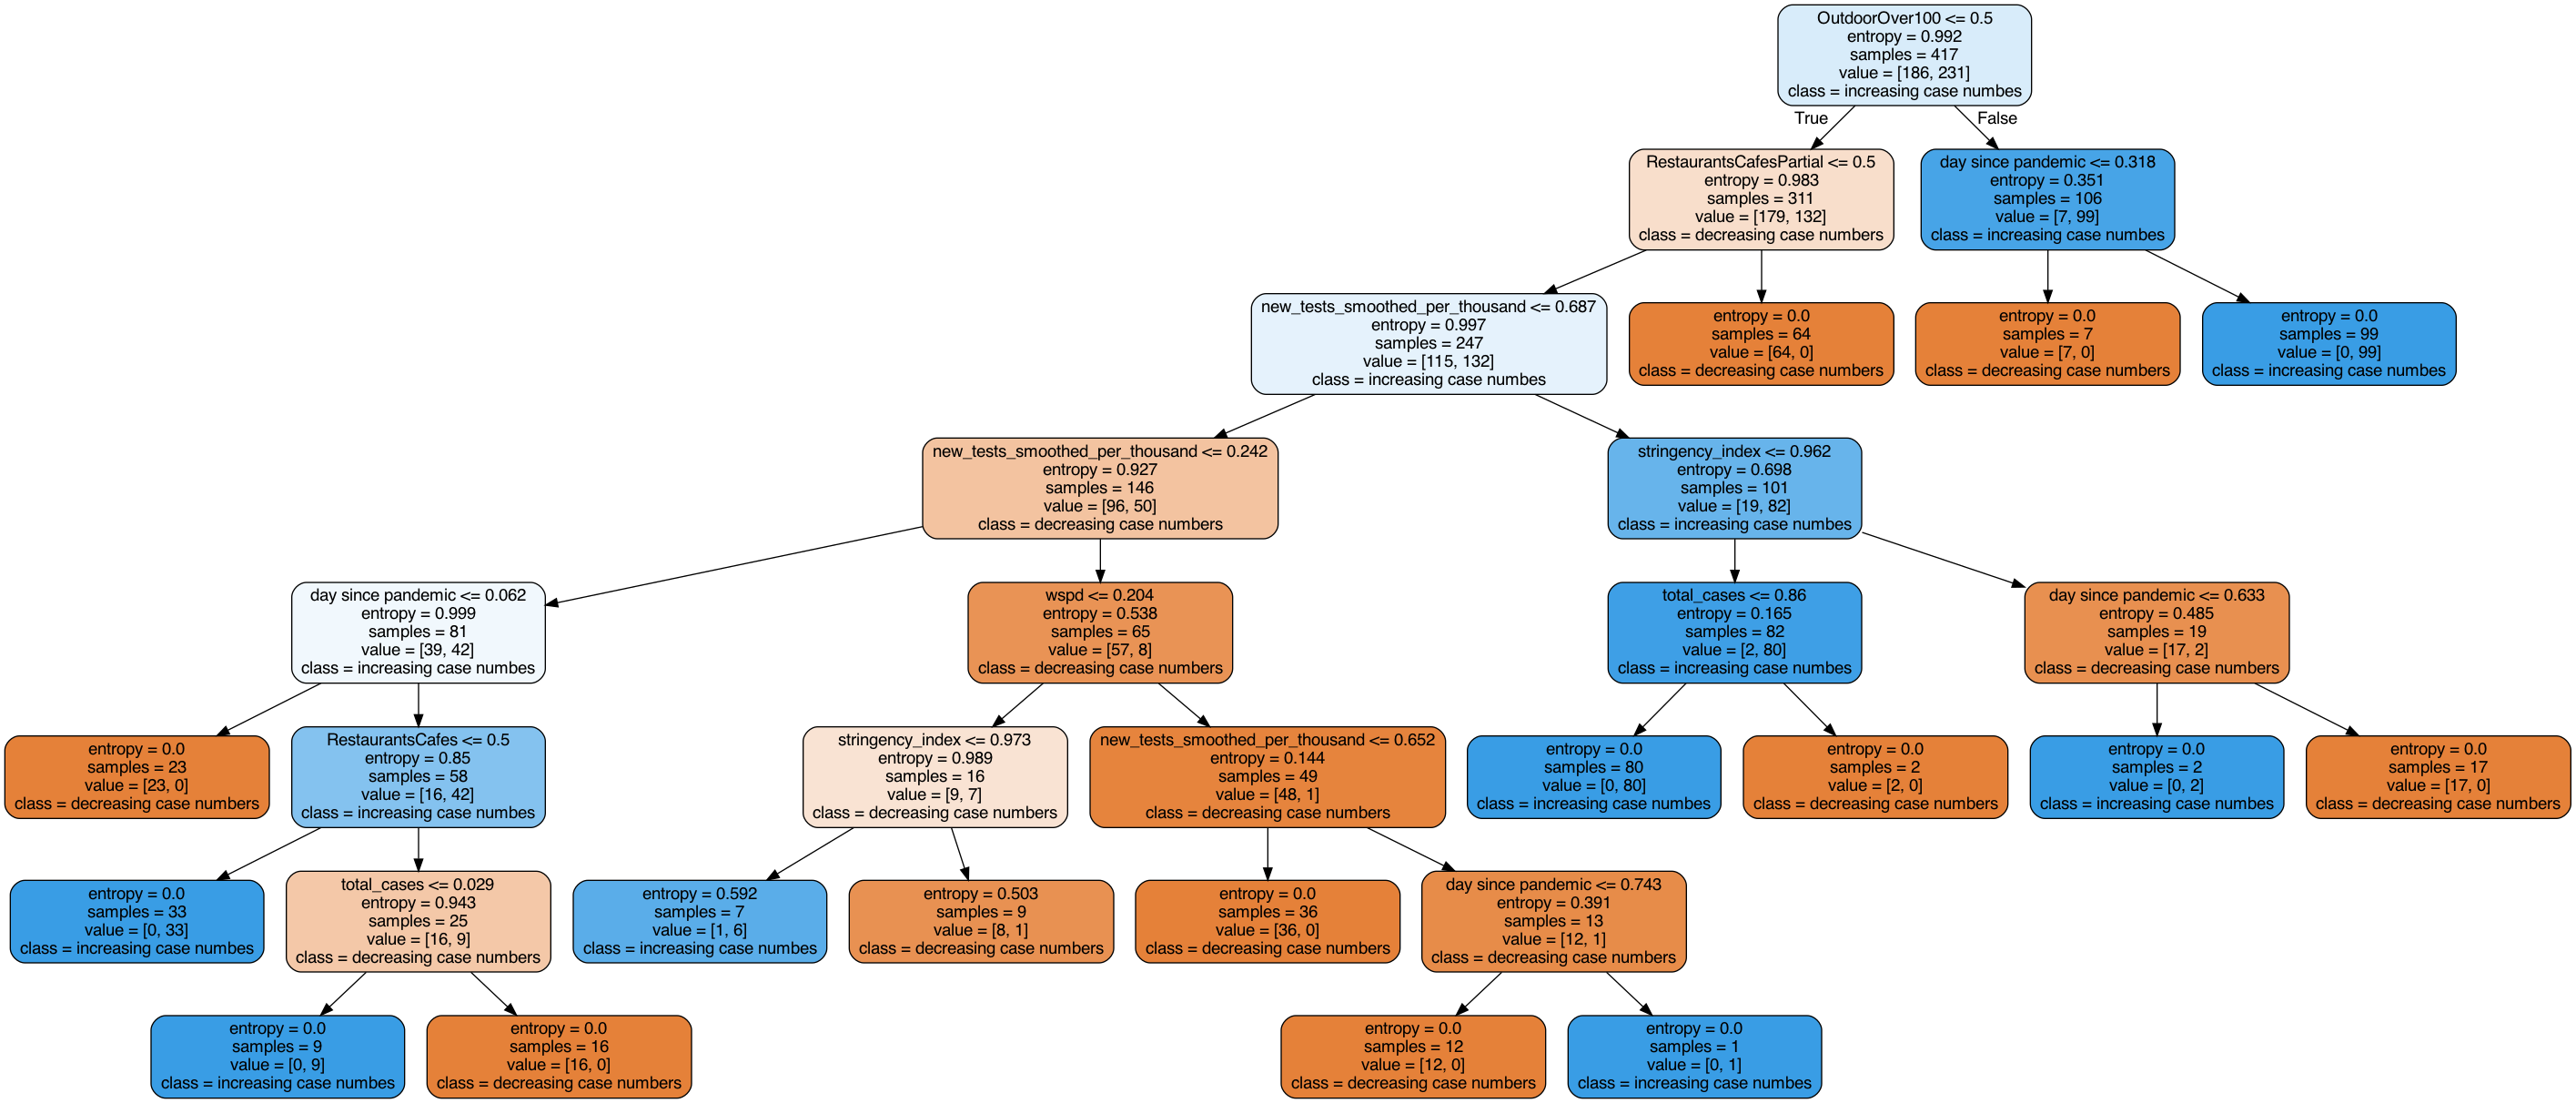 OutdoorOver100 <= 0.5
entropy = 0.992
samples = 417
value = [186, 231]
class = increasing case numbes
True
False
RestaurantsCafesPartial <= 0.5
entropy = 0.983
samples = 311
value = [179, 132]
class = decreasing case numbers
day since pandemic <= 0.318
entropy = 0.351
samples = 106
value = [7, 99]
class = increasing case numbes
new_tests_smoothed_per_thousand <= 0.687
entropy = 0.997
samples = 247
value = [115, 132]
class = increasing case numbes
entropy = 0.0
samples = 64
value = [64, 0]
class = decreasing case numbers
entropy = 0.0
samples = 7
value = [7, 0]
class = decreasing case numbers
entropy = 0.0
samples = 99
value = [0, 99]
class = increasing case numbes
new_tests_smoothed_per_thousand <= 0.242
entropy = 0.927
samples = 146
value = [96, 50]
class = decreasing case numbers
stringency_index <= 0.962
entropy = 0.698
samples = 101
value = [19, 82]
class = increasing case numbes
day since pandemic <= 0.062
entropy = 0.999
samples = 81
value = [39, 42]
class = increasing case numbes
wspd <= 0.204
entropy = 0.538
samples = 65
value = [57, 8]
class = decreasing case numbers
total_cases <= 0.86
entropy = 0.165
samples = 82
value = [2, 80]
class = increasing case numbes
day since pandemic <= 0.633
entropy = 0.485
samples = 19
value = [17, 2]
class = decreasing case numbers
entropy = 0.0
samples = 23
value = [23, 0]
class = decreasing case numbers
RestaurantsCafes <= 0.5
entropy = 0.85
samples = 58
value = [16, 42]
class = increasing case numbes
stringency_index <= 0.973
entropy = 0.989
samples = 16
value = [9, 7]
class = decreasing case numbers
new_tests_smoothed_per_thousand <= 0.652
entropy = 0.144
samples = 49
value = [48, 1]
class = decreasing case numbers
entropy = 0.0
samples = 80
value = [0, 80]
class = increasing case numbes
entropy = 0.0
samples = 2
value = [2, 0]
class = decreasing case numbers
entropy = 0.0
samples = 2
value = [0, 2]
class = increasing case numbes
entropy = 0.0
samples = 17
value = [17, 0]
class = decreasing case numbers
entropy = 0.0
samples = 33
value = [0, 33]
class = increasing case numbes
total_cases <= 0.029
entropy = 0.943
samples = 25
value = [16, 9]
class = decreasing case numbers
entropy = 0.592
samples = 7
value = [1, 6]
class = increasing case numbes
entropy = 0.503
samples = 9
value = [8, 1]
class = decreasing case numbers
entropy = 0.0
samples = 36
value = [36, 0]
class = decreasing case numbers
day since pandemic <= 0.743
entropy = 0.391
samples = 13
value = [12, 1]
class = decreasing case numbers
entropy = 0.0
samples = 9
value = [0, 9]
class = increasing case numbes
entropy = 0.0
samples = 16
value = [16, 0]
class = decreasing case numbers
entropy = 0.0
samples = 12
value = [12, 0]
class = decreasing case numbers
entropy = 0.0
samples = 1
value = [0, 1]
class = increasing case numbes